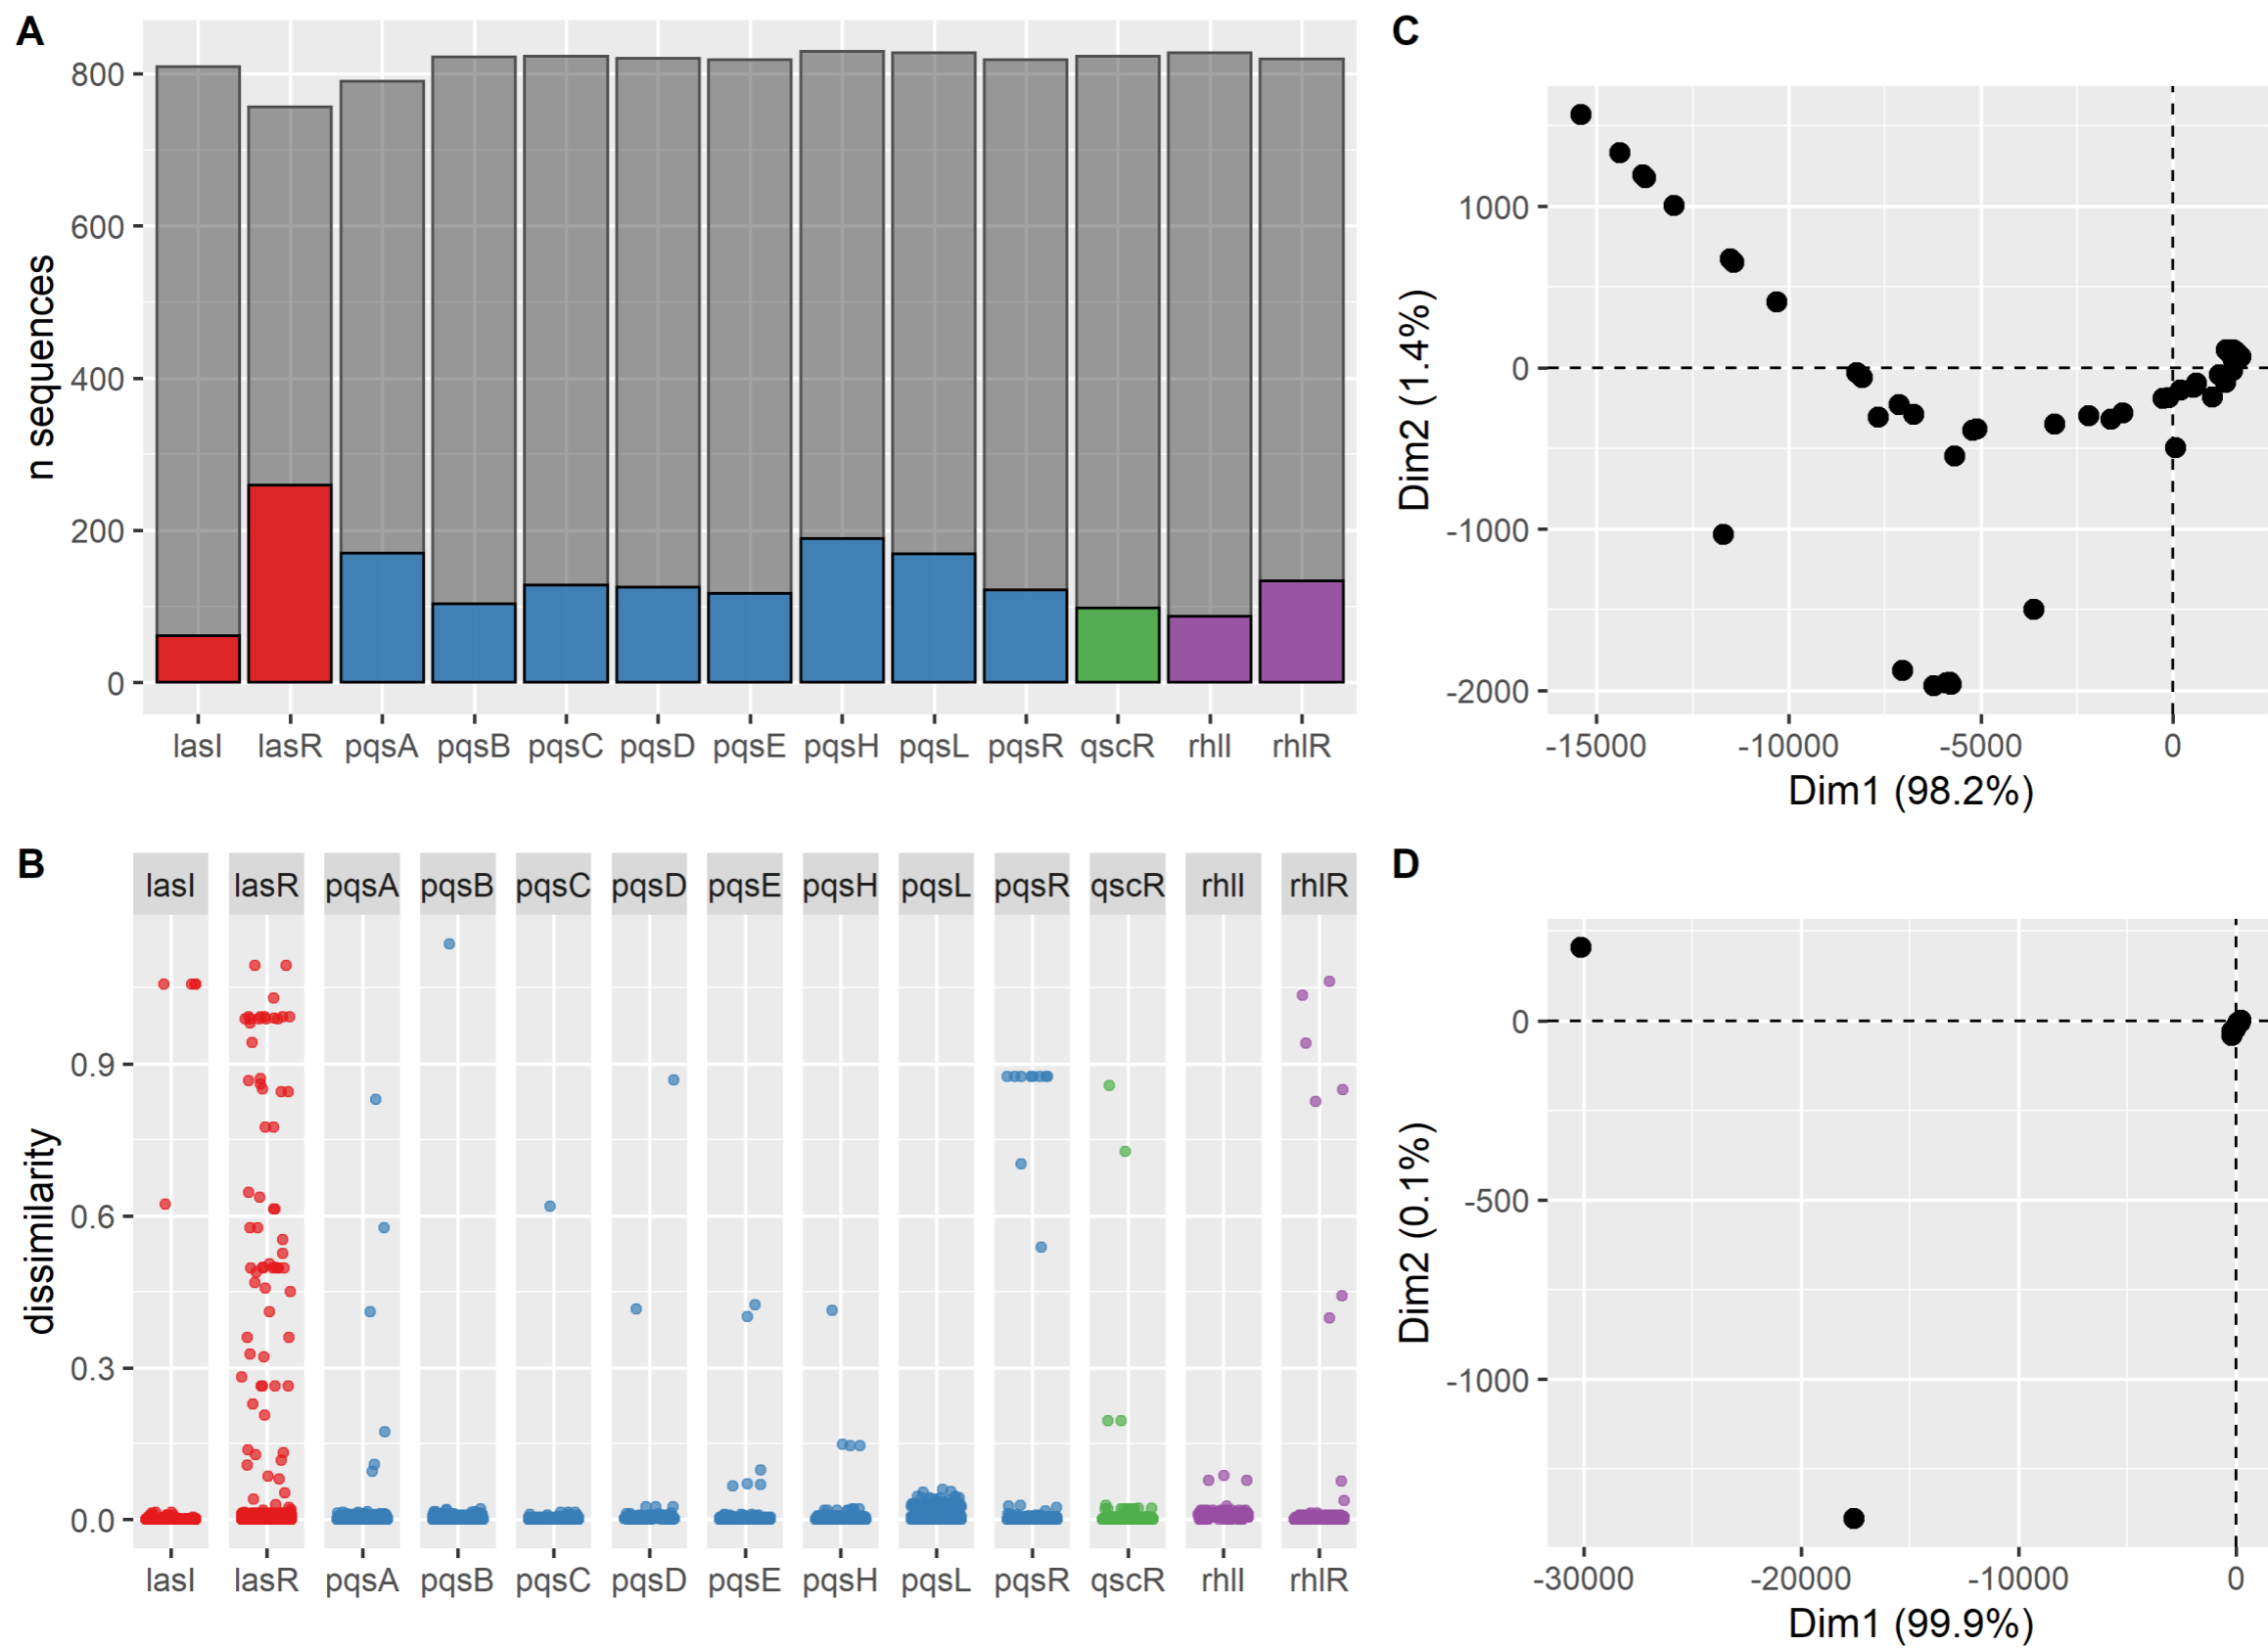 A
n sequences
800
600
400
200
0
lasI lasR pqsA pqsB pqsC pqsD pqsE pqsH pqsL pqsR qscR rhlI rhlR
B
lasI lasR pqsA pqsB pqsC pqsD pqsE pqsH pqsL pqsR qscR rhlI rhlR
dissimilarity
0.9
0.6
0.3
0.0
lasI lasR pqsA pqsB pqsC pqsD pqsE pqsH pqsL pqsR qscR rhlI rhlR
C
Dim2 (1.4%)
1000
0
-1000
-2000
-15000 -10000 -5000 0
Dim1 (98.2%)
D
Dim2 (0.1%)
0
-500
-1000
-30000 -20000 -10000 0
Dim1 (99.9%)